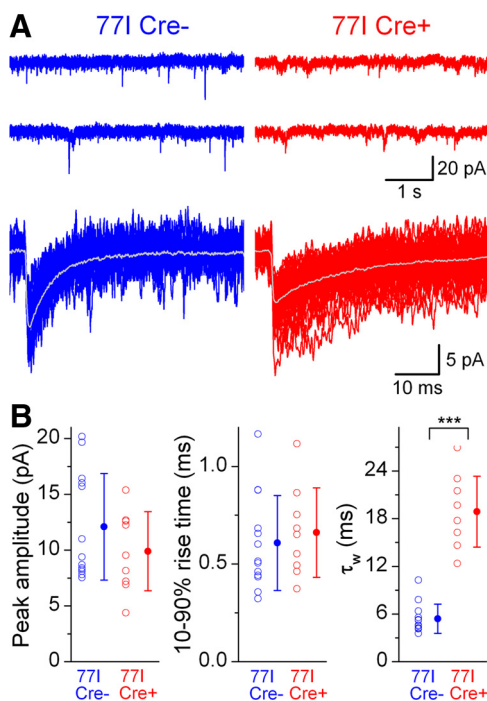 A
77I Cre-
77I Cre+
20 pA
1 s
5 pA
10 ms
B
Peak amplitude (pA)
20
15
10
5
0
77I
Cre-
77I
Cre+
10-90% rise time (ms)
1.0
0.5
0.0
77I
Cre-
77I
Cre+
τw (ms)
***
24
18
12
6
0
77I
Cre-
77I
Cre+